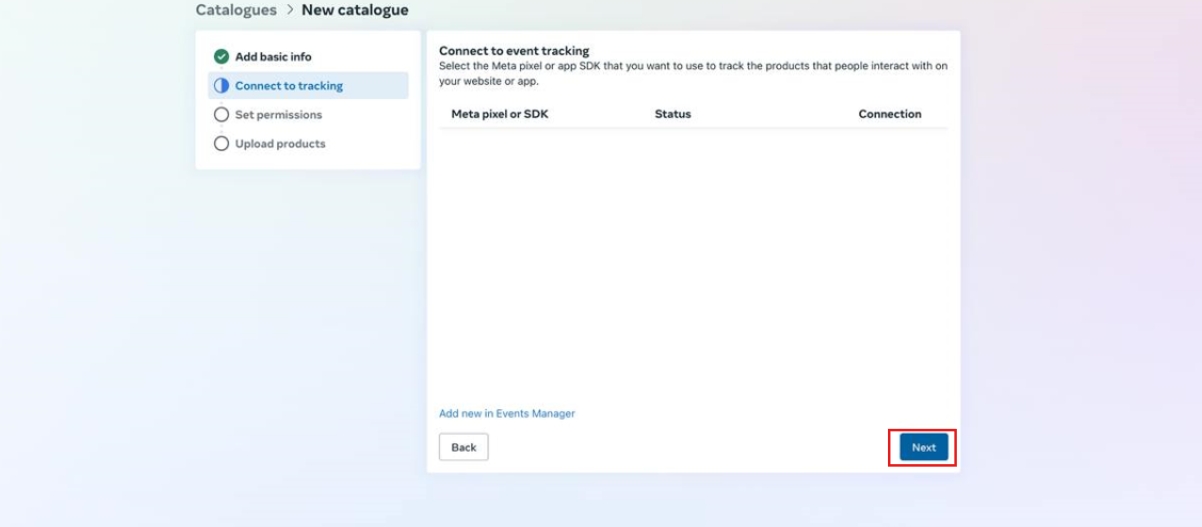 Catalogues > New catalogue
Add basic info
Connect to tracking
Set permissions
Upload products
Connect to event tracking
Select the Meta pixel or app SDK that you want to use to track the products that people interact with on
your website or app.
Meta pixel or SDK Status Connection
Add new in Events Manager
Back Next